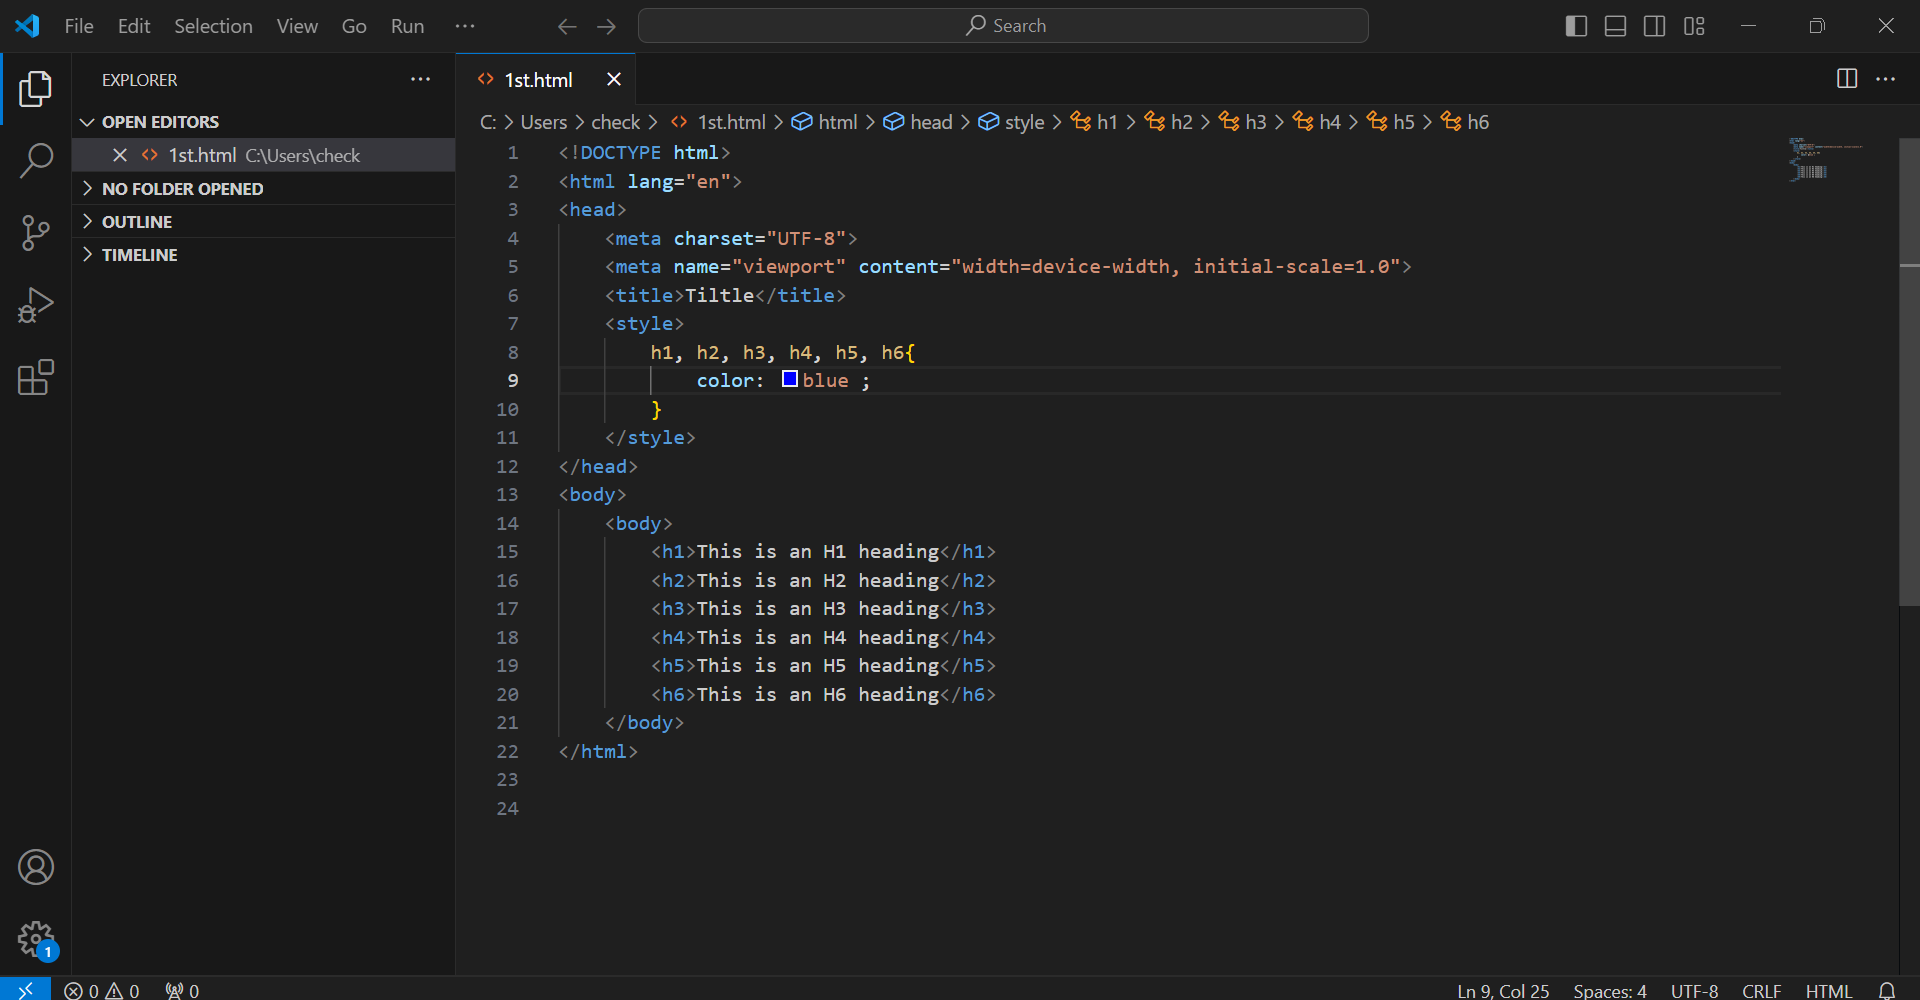 File Edit Selection View Go Run ··· Search
EXPLORER ···
OPEN EDITORS
1st.html C:\Users\check
NO FOLDER OPENED
OUTLINE
TIMELINE
1st.html
C: > Users > check > 1st.html > html > head > style > h1 > h2 > h3 > h4 > h5 > h6
1 <!DOCTYPE html>
2 <html lang="en">
3 <head>
4     <meta charset="UTF-8">
5     <meta name="viewport" content="width=device-width, initial-scale=1.0">
6     <title>Tiltle</title>
7     <style>
8         h1, h2, h3, h4, h5, h6{
9             color: blue ;
10         }
11     </style>
12 </head>
13 <body>
14     <body>
15         <h1>This is an H1 heading</h1>
16         <h2>This is an H2 heading</h2>
17         <h3>This is an H3 heading</h3>
18         <h4>This is an H4 heading</h4>
19         <h5>This is an H5 heading</h5>
20         <h6>This is an H6 heading</h6>
21     </body>
22 </html>
23
24
1
0 0 0 Ln 9, Col 25 Spaces: 4 UTF-8 CRLF HTML